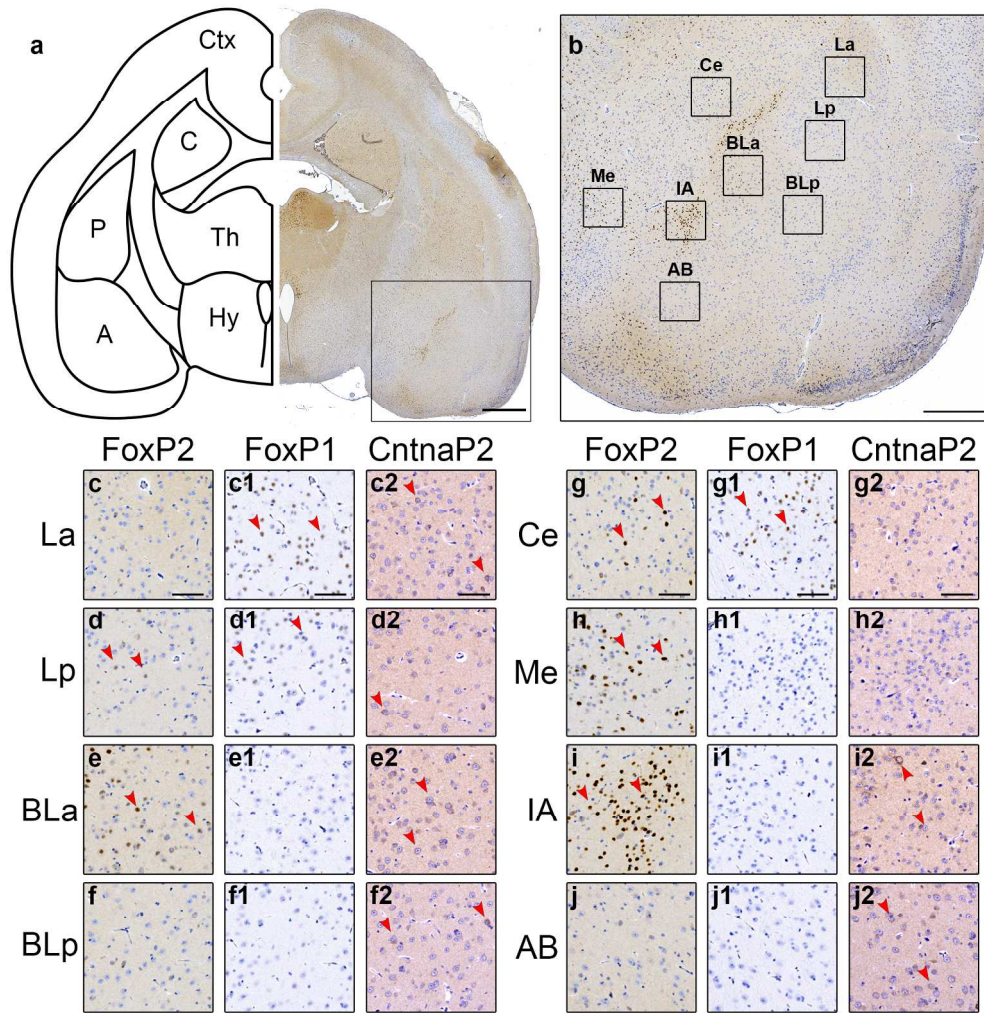 a
Ctx
C
P
Th
A
Hy
b
La
Ce
Lp
BLa
Me
IA
BLp
AB
FoxP2 FoxP1 CntnaP2
FoxP2 FoxP1 CntnaP2
La
c c1 c2
Ce
g g1 g2
Lp
d d1 d2
Me
h h1 h2
BLa
e e1 e2
IA
i i1 i2
BLp
f f1 f2
AB
j j1 j2